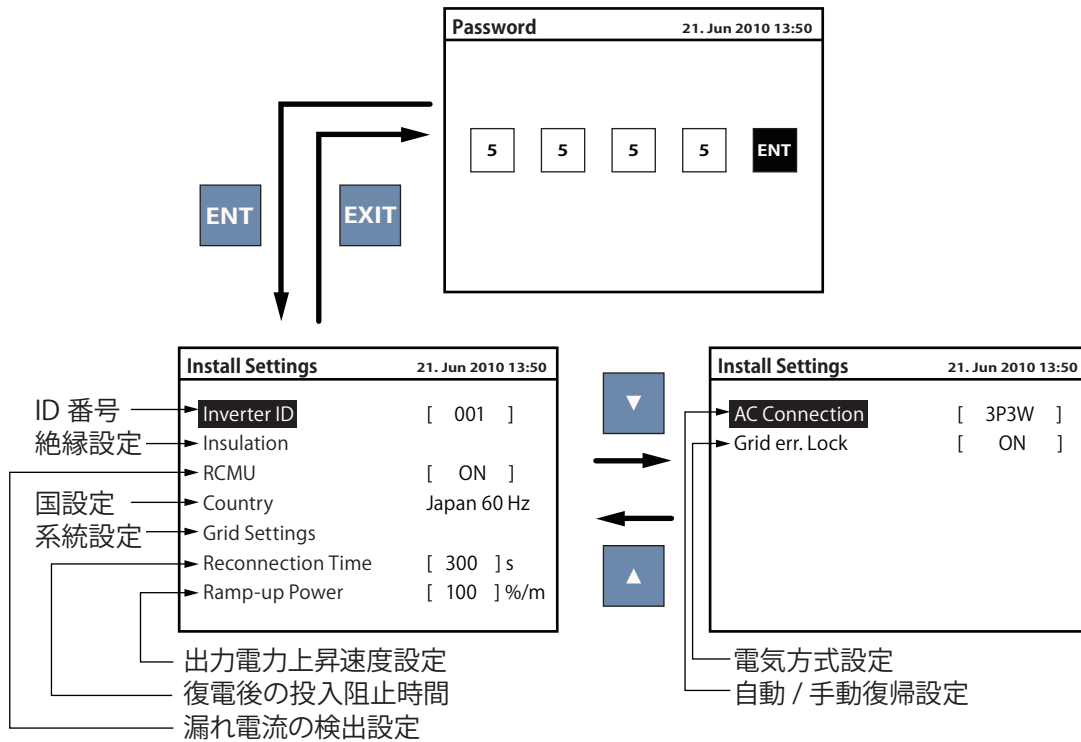 Password 21. Jun 2010 13:50
5 5 5 5 ENT
ENT EXIT
Install Settings 21. Jun 2010 13:50
ID 番号 Inverter ID [ 001 ]
絶縁設定 Insulation
RCMU [ ON ]
国設定 Country Japan 60 Hz
系統設定 Grid Settings
Reconnection Time [ 300 ] s
Ramp-up Power [ 100 ] %/m
出力電力上昇速度設定
復電後の投入阻止時間
漏れ電流の検出設定
▼
▲
Install Settings 21. Jun 2010 13:50
AC Connection [ 3P3W ]
Grid err. Lock [ ON ]
電気方式設定
自動 / 手動復帰設定